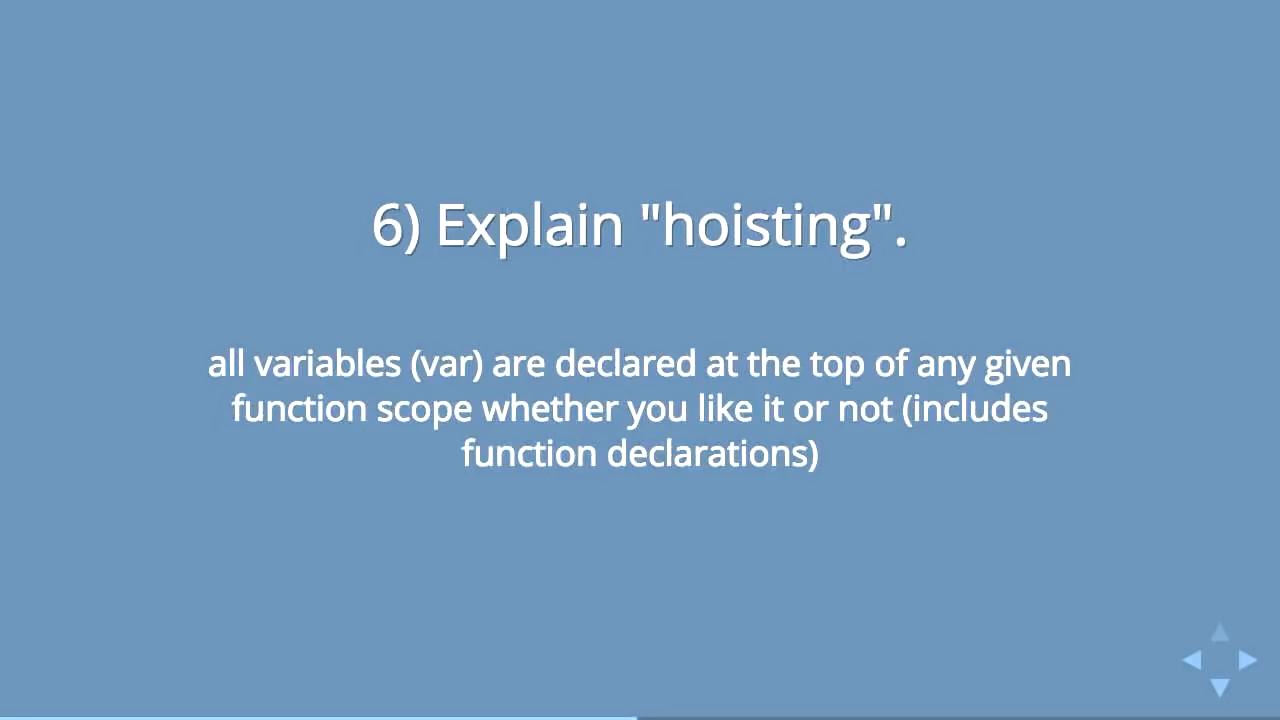 6) Explain "hoisting".
all variables (var) are declared at the top of any given
function scope whether you like it or not (includes
function declarations)